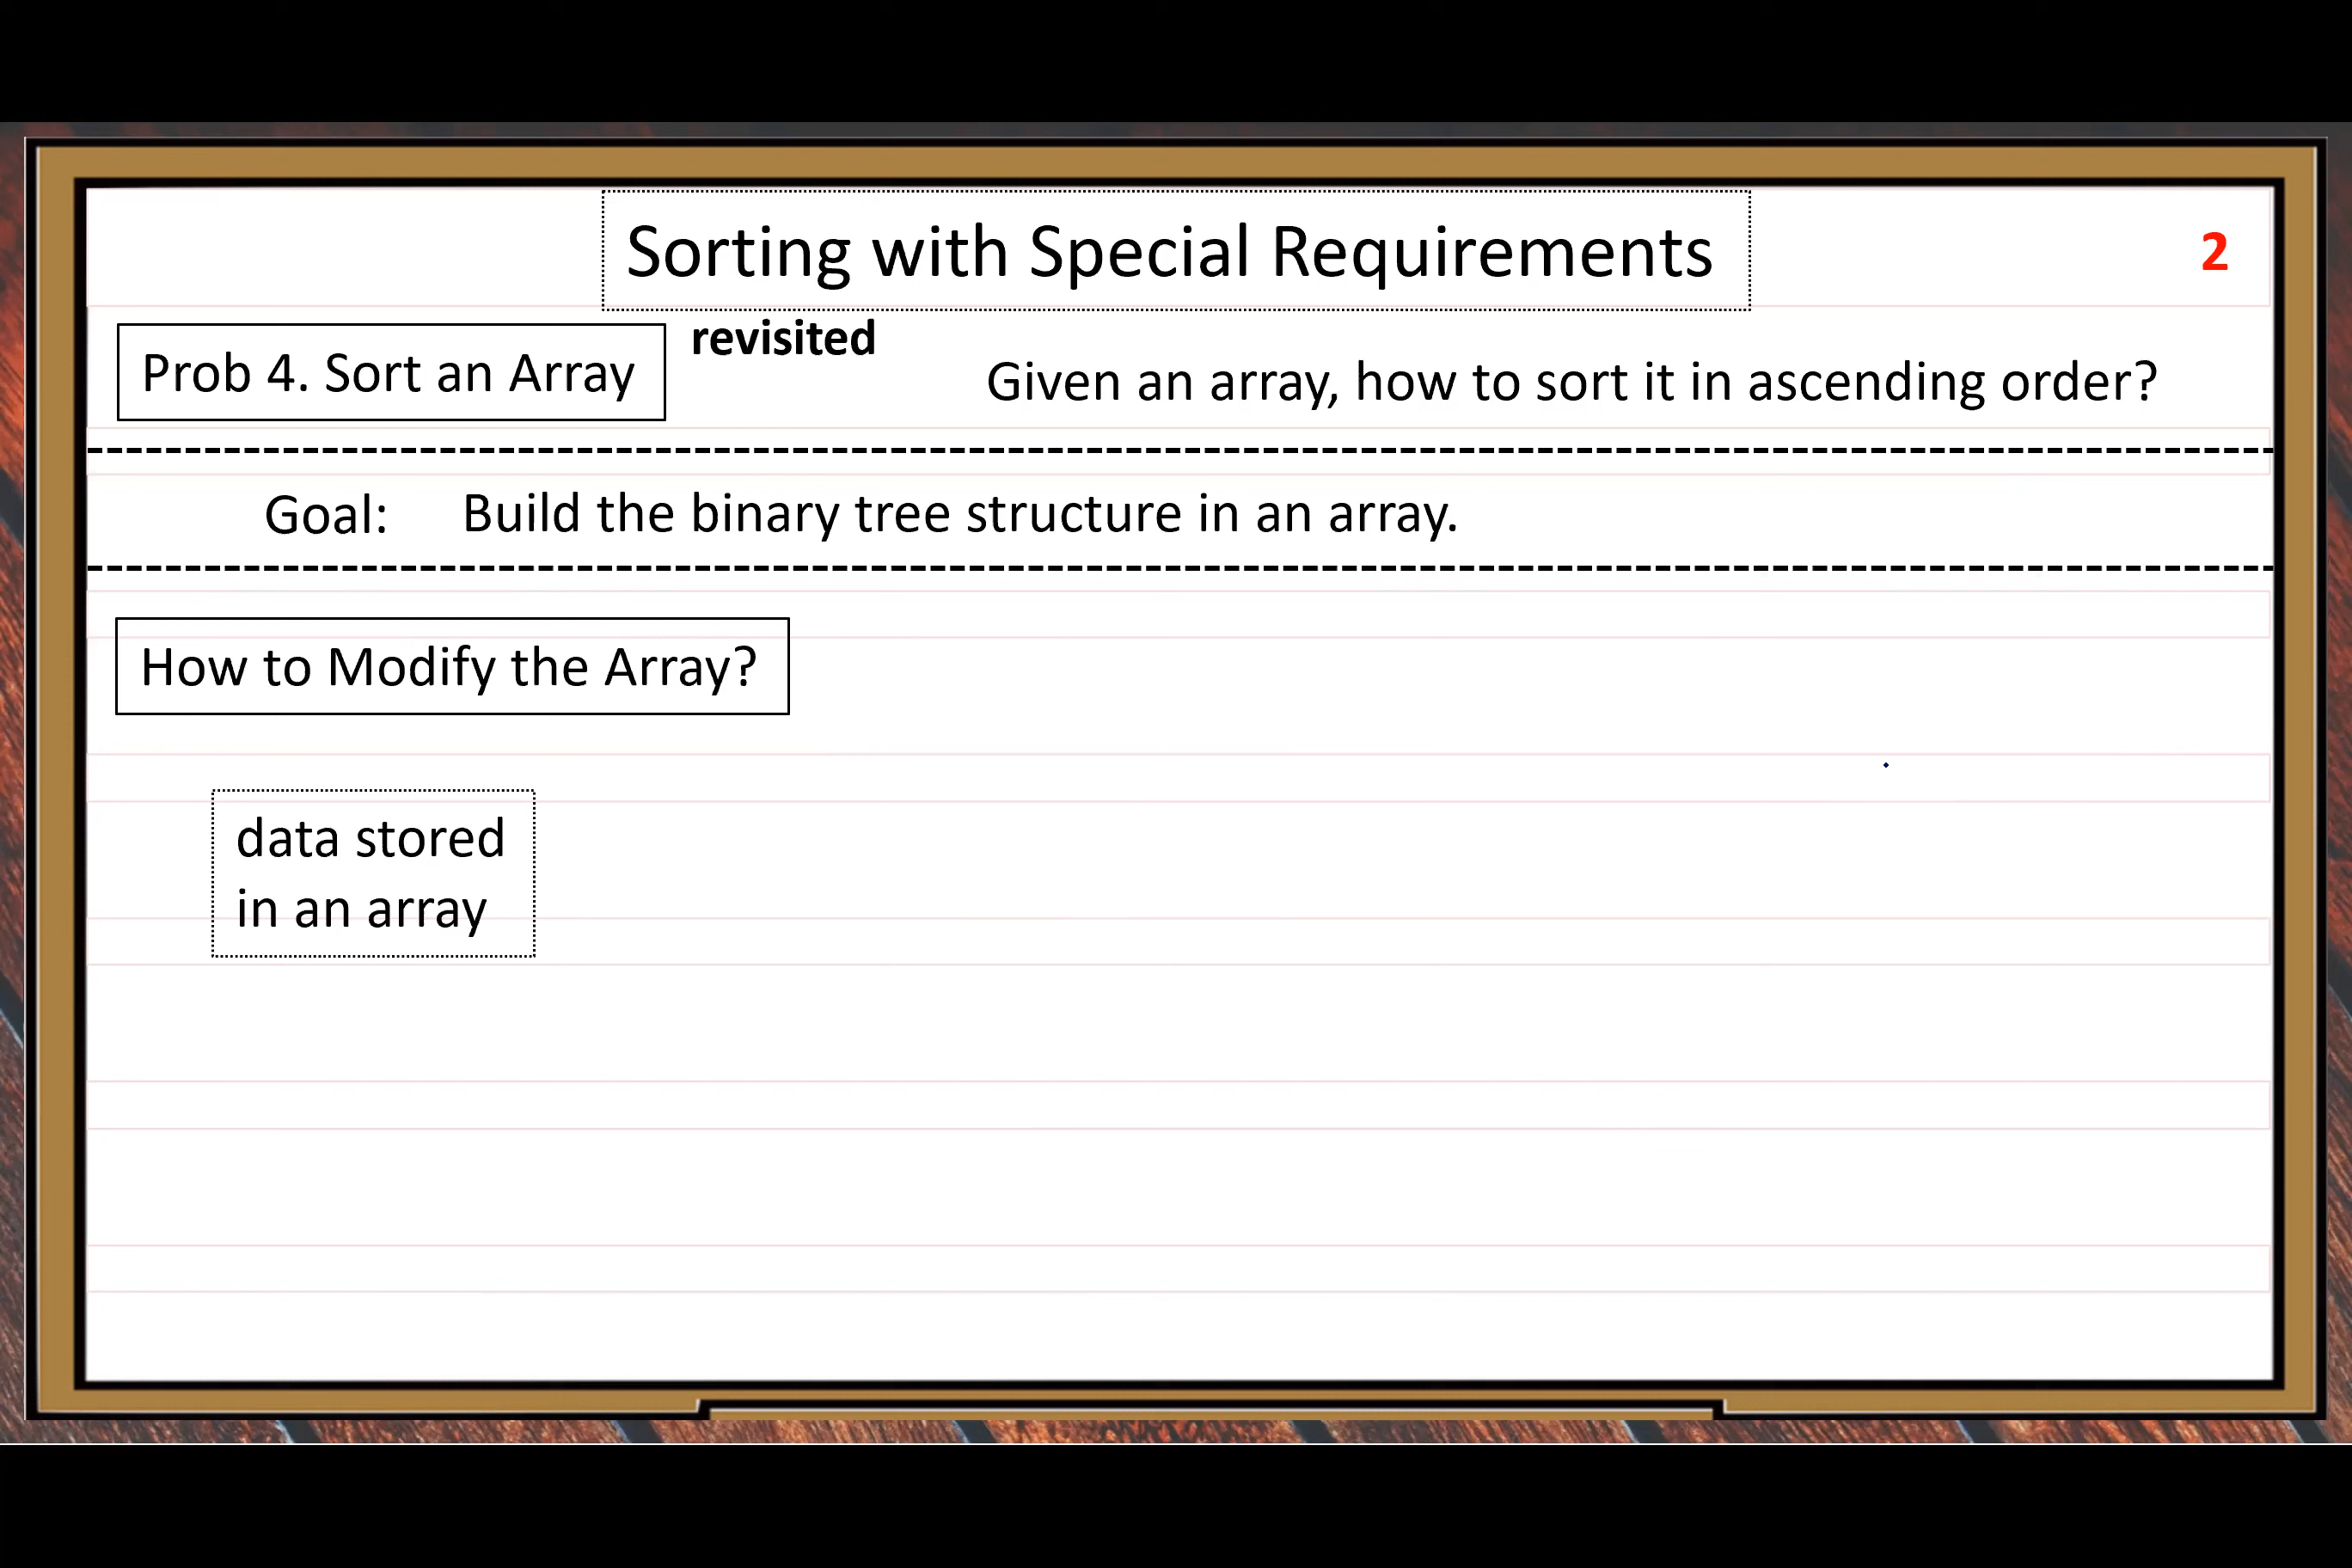 Sorting with Special Requirements
2
Prob 4. Sort an Array
revisited
Given an array, how to sort it in ascending order?
Goal:
Build the binary tree structure in an array.
How to Modify the Array?
data stored
in an array